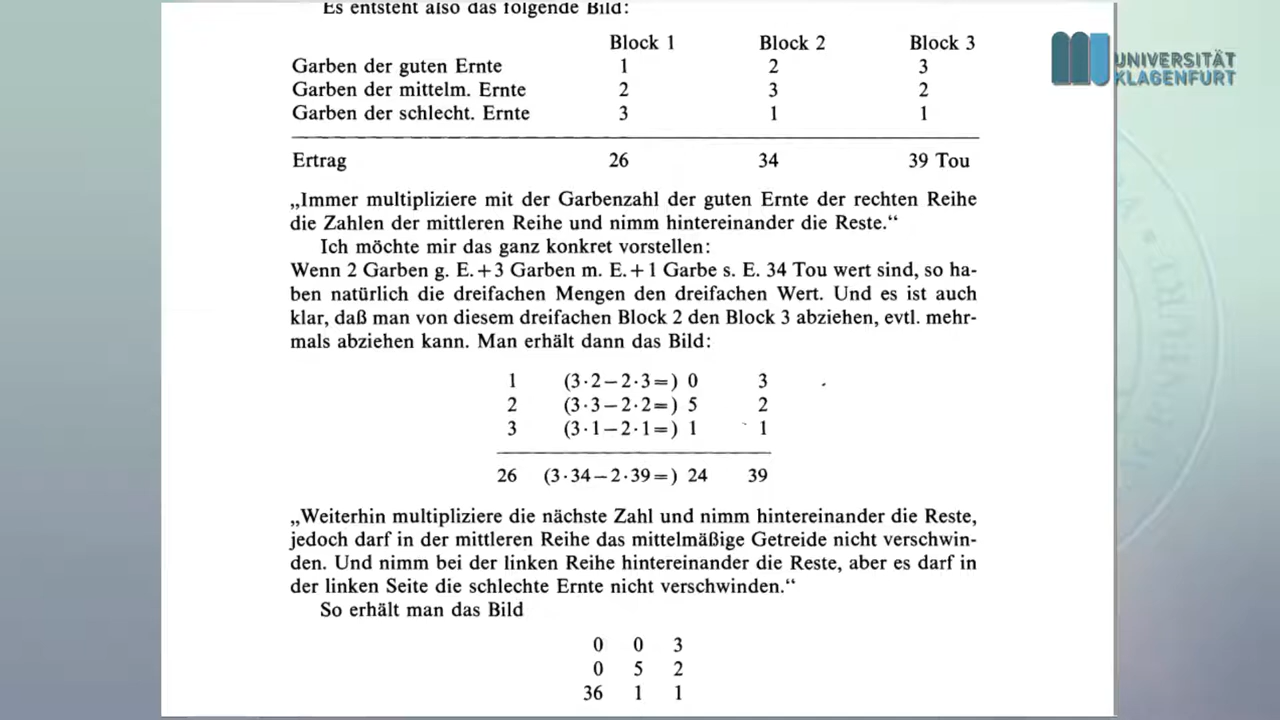 Es entsteht also das folgende Bild:
Block 1 Block 2 Block 3
Garben der guten Ernte 1 2 3
Garben der mittelm. Ernte 2 3 2
Garben der schlecht. Ernte 3 1 1
Ertrag 26 34 39 Tou
„Immer multipliziere mit der Garbenzahl der guten Ernte der rechten Reihe
die Zahlen der mittleren Reihe und nimm hintereinander die Reste.“
Ich möchte mir das ganz konkret vorstellen:
Wenn 2 Garben g. E.+3 Garben m. E.+1 Garbe s. E. 34 Tou wert sind, so ha-
ben natürlich die dreifachen Mengen den dreifachen Wert. Und es ist auch
klar, daß man von diesem dreifachen Block 2 den Block 3 abziehen, evtl. mehr-
mals abziehen kann. Man erhält dann das Bild:
1 (3·2−2·3=) 0 3
2 (3·3−2·2=) 5 2
3 (3·1−2·1=) 1 1
26 (3·34−2·39=) 24 39
„Weiterhin multipliziere die nächste Zahl und nimm hintereinander die Reste,
jedoch darf in der mittleren Reihe das mittelmäßige Getreide nicht verschwin-
den. Und nimm bei der linken Reihe hintereinander die Reste, aber es darf in
der linken Seite die schlechte Ernte nicht verschwinden.“
So erhält man das Bild
0 0 3
0 5 2
36 1 1
UNIVERSITÄT
KLAGENFURT